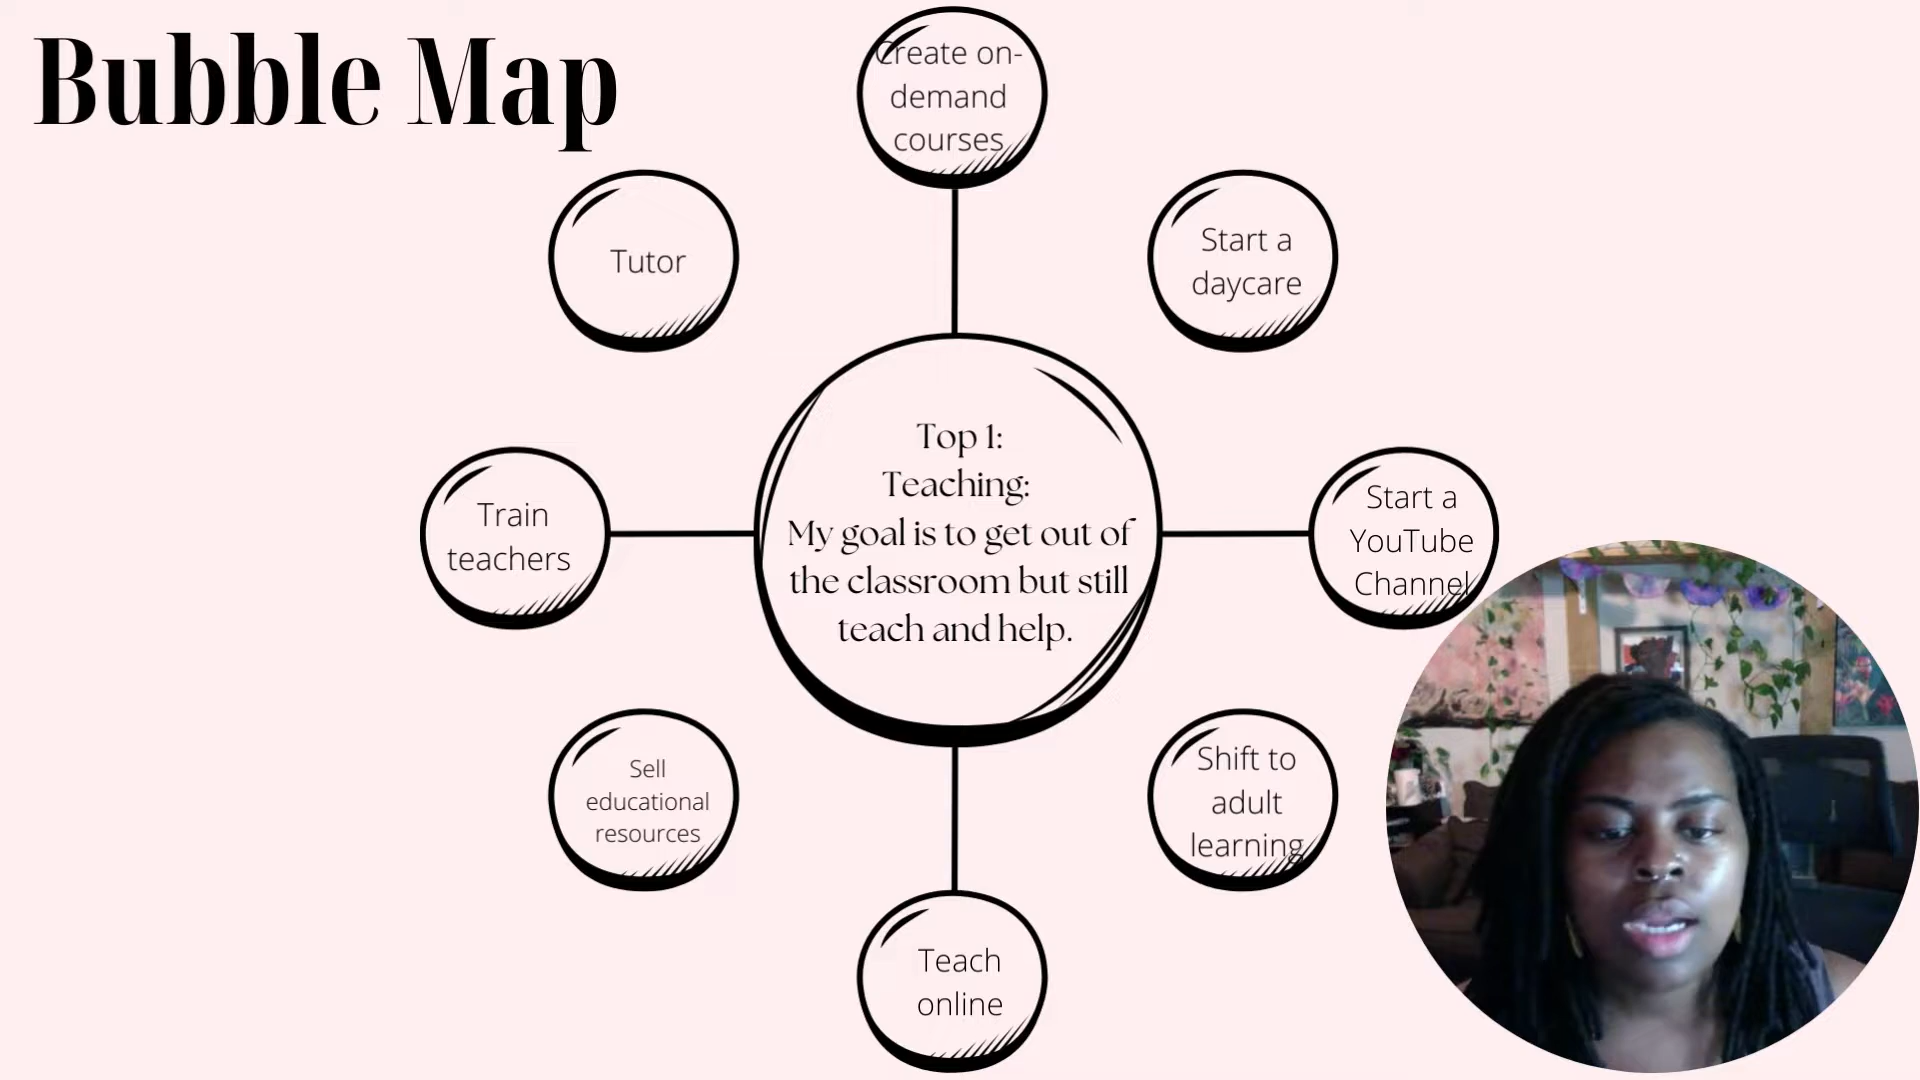 Bubble Map
Create on-
demand
courses
Tutor
Start a
daycare
Top 1:
Teaching:
My goal is to get out of
the classroom but still
teach and help.
Train
teachers
Start a
YouTube
Channel
Sell
educational
resources
Shift to
adult
learning
Teach
online